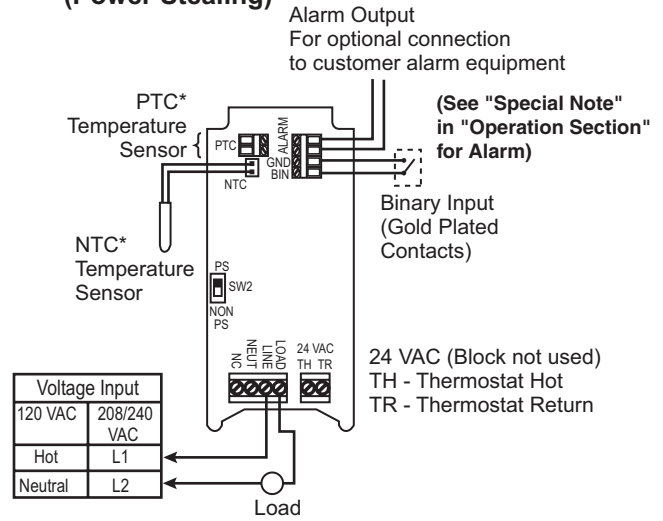 (Power Stealing)
Alarm Output
For optional connection
to customer alarm equipment
(See "Special Note"
in "Operation Section"
for Alarm)
PTC*
Temperature
Sensor
PTC
ALARM
GND
BIN
NTC
Binary Input
(Gold Plated
Contacts)
NTC*
Temperature
Sensor
PS
SW2
NON
PS
NC
NEUT
LINE
LOAD
24 VAC
TH TR
24 VAC (Block not used)
TH - Thermostat Hot
TR - Thermostat Return
Voltage Input
120 VAC 208/240
VAC
Hot L1
Neutral L2
Load